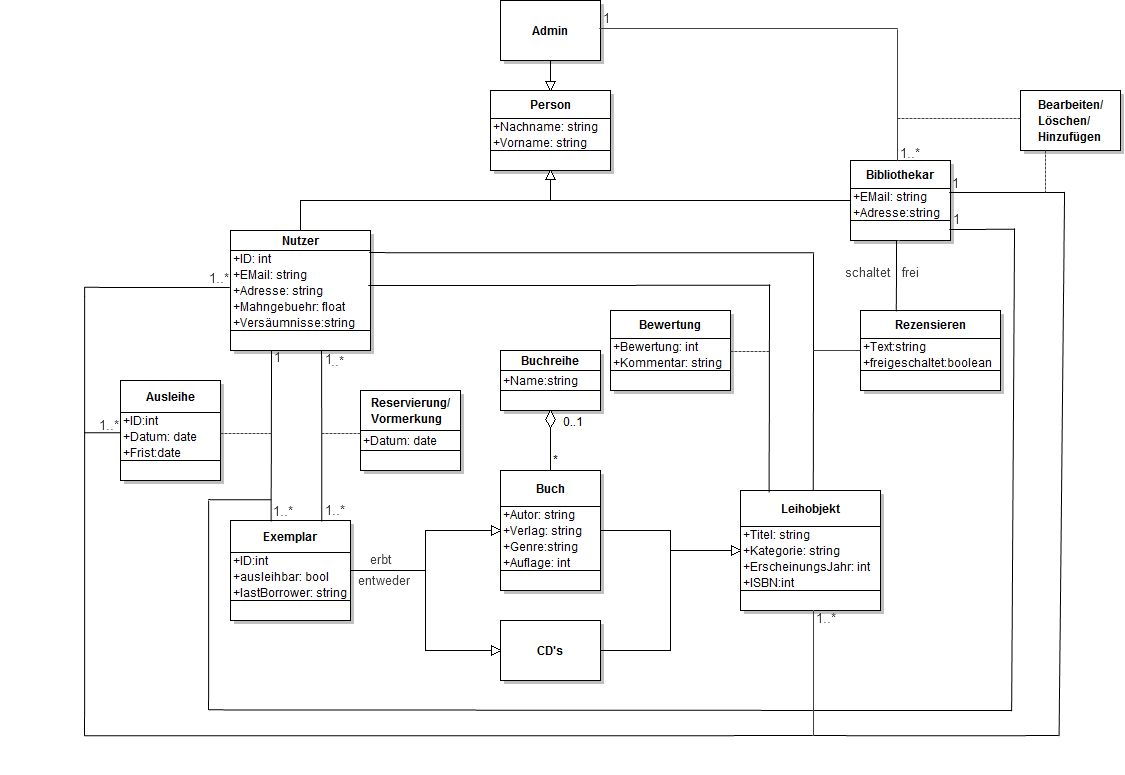 Admin
1
Person
+Nachname: string
+Vorname: string
Bearbeiten/
Löschen/
Hinzufügen
1..*
Bibliothekar
+EMail: string
+Adresse:string
1
1
Nutzer
+ID: int
+EMail: string
+Adresse: string
+Mahngebuehr: float
+Versäumnisse:string
1..*
1
1..*
schaltet
frei
Bewertung
+Bewertung: int
+Kommentar: string
Rezensieren
+Text:string
+freigeschaltet:boolean
Buchreihe
+Name:string
0..1
*
Ausleihe
+ID:int
+Datum: date
+Frist:date
1..*
Reservierung/
Vormerkung
+Datum: date
1..*
1..*
Exemplar
+ID:int
+ausleihbar: bool
+lastBorrower: string
erbt
entweder
Buch
+Autor: string
+Verlag: string
+Genre:string
+Auflage: int
Leihobjekt
+Titel: string
+Kategorie: string
+ErscheinungsJahr: int
+ISBN:int
1..*
CD's